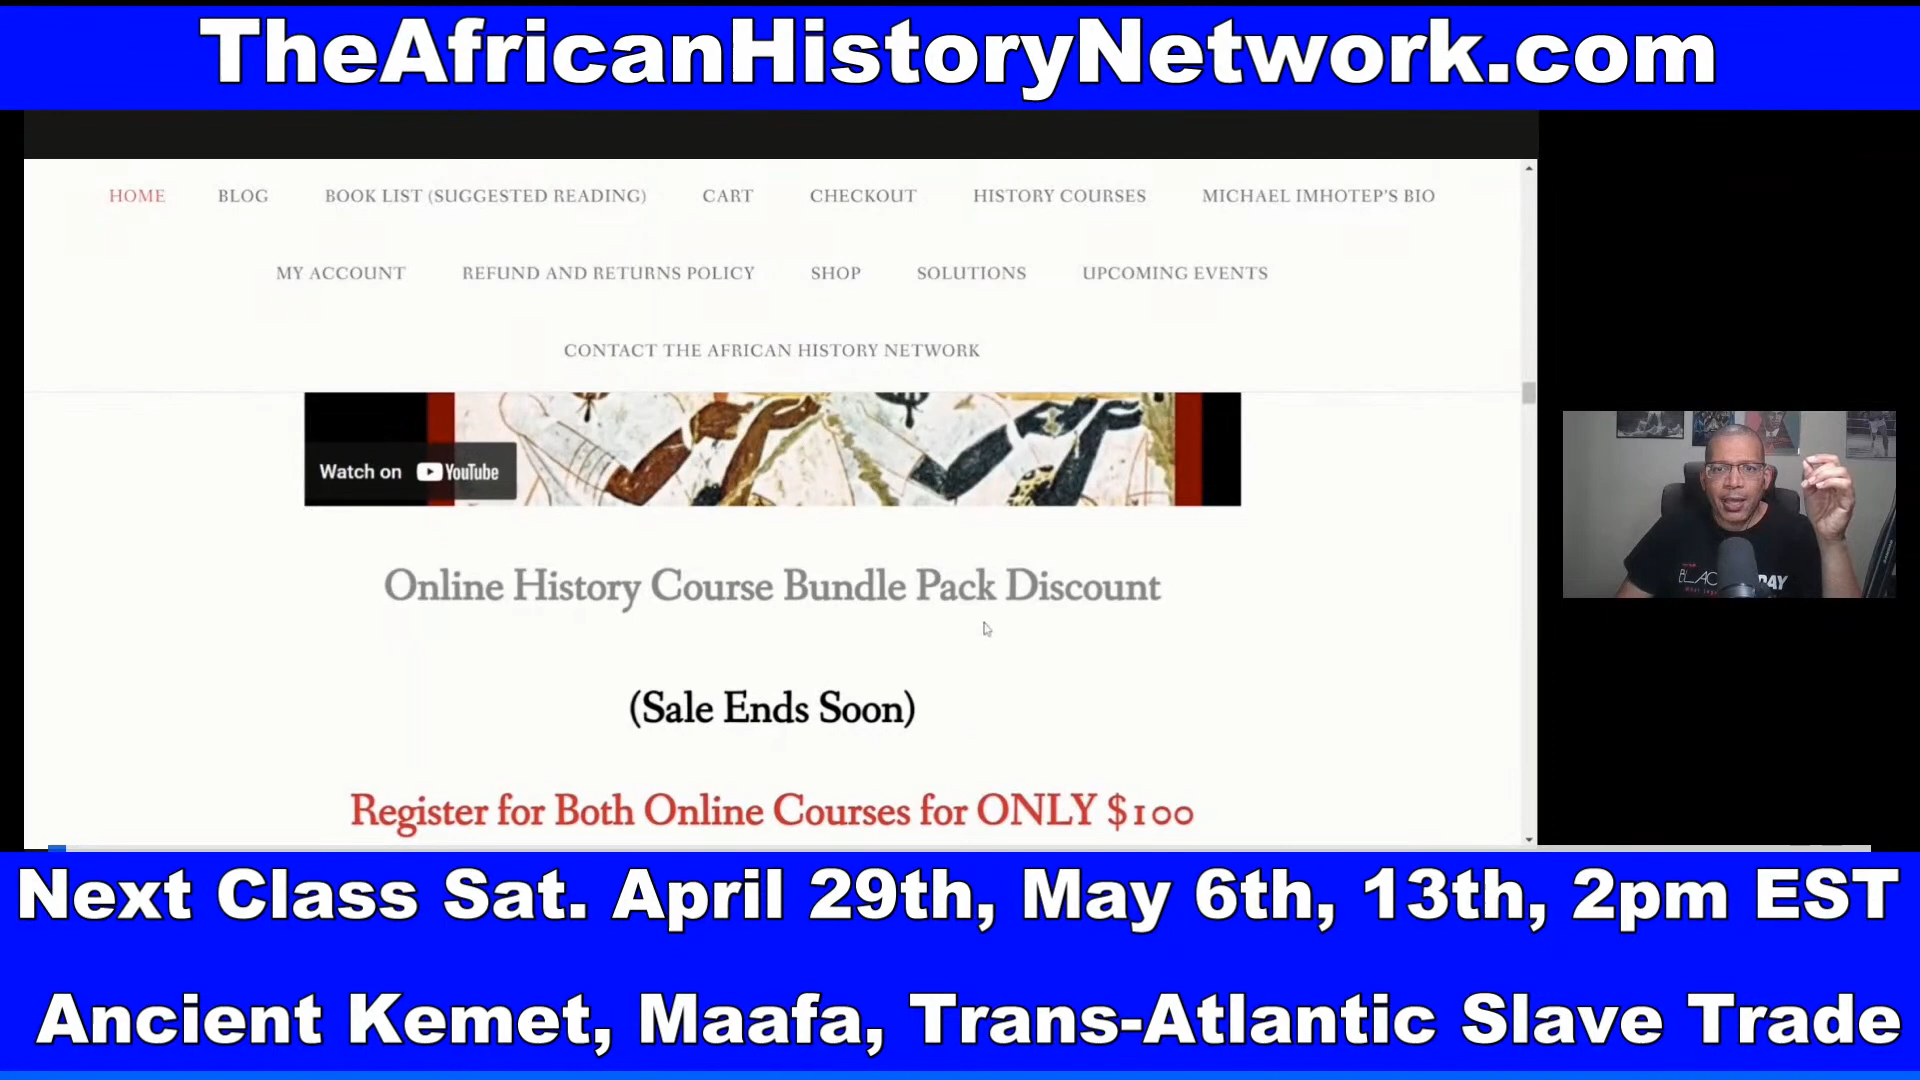 TheAfricanHistoryNetwork.com
HOME BLOG BOOK LIST (SUGGESTED READING) CART CHECKOUT HISTORY COURSES MICHAEL IMHOTEP'S BIO
MY ACCOUNT REFUND AND RETURNS POLICY SHOP SOLUTIONS UPCOMING EVENTS
CONTACT THE AFRICAN HISTORY NETWORK
Watch on YouTube
Online History Course Bundle Pack Discount
(Sale Ends Soon)
Register for Both Online Courses for ONLY $100
Next Class Sat. April 29th, May 6th, 13th, 2pm EST
Ancient Kemet, Maafa, Trans-Atlantic Slave Trade